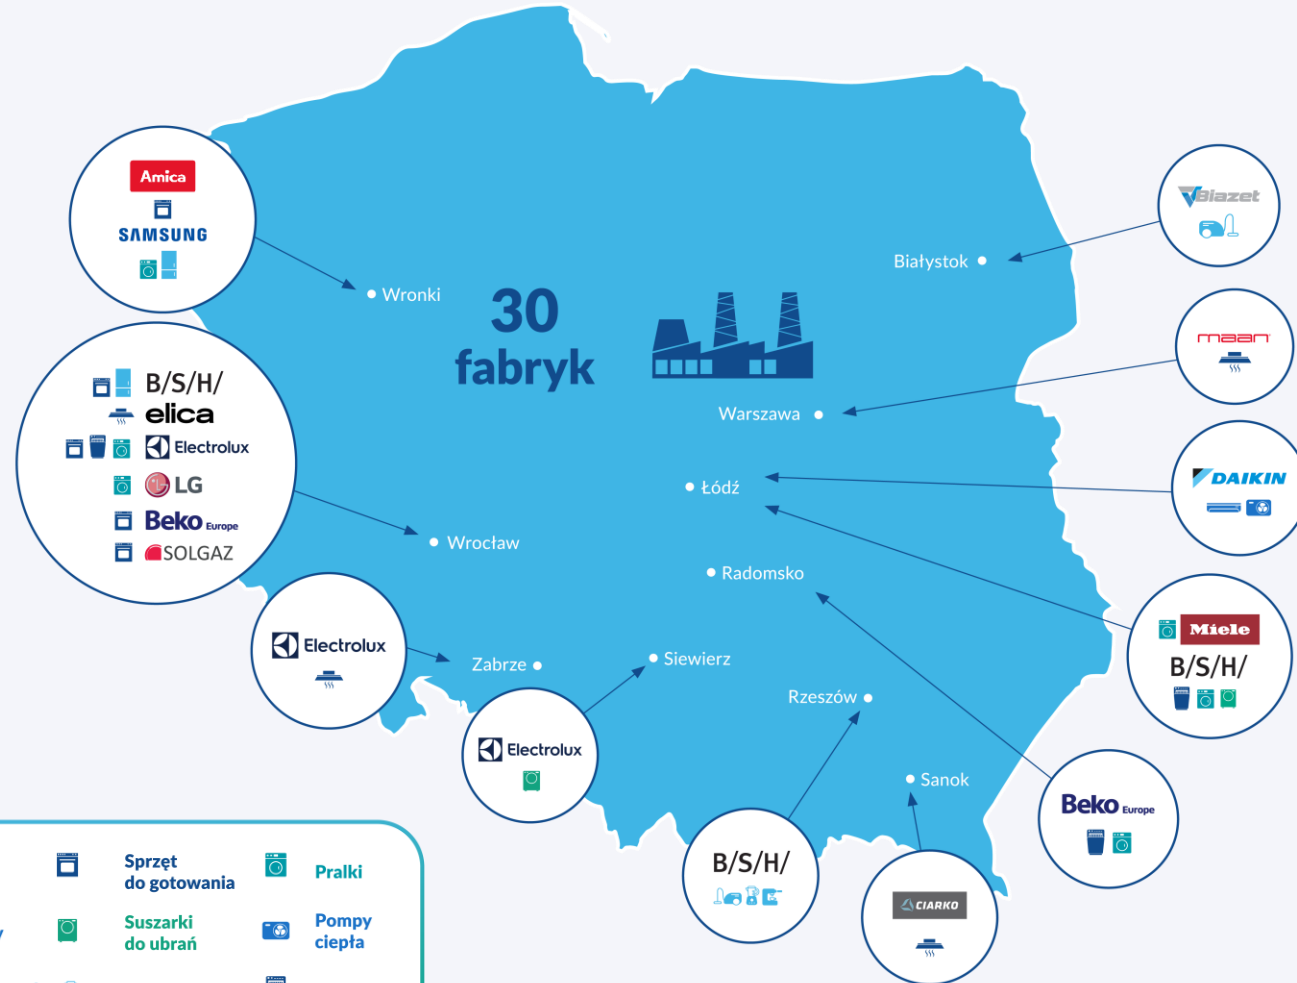 Amica
SAMSUNG
Wronki
30
fabryk
Biazet
Białystok
maan
Warszawa
B/S/H/
elica
Electrolux
LG
Beko Europe
SOLGAZ
Wrocław
Łódź
DAIKIN
Radomsko
Miele
B/S/H/
Electrolux
Zabrze
Siewierz
Electrolux
Rzeszów
Sanok
Beko Europe
B/S/H/
CIARKO
Sprzęt
do gotowania
Pralki
Suszarki
do ubrań
Pompy
ciepła